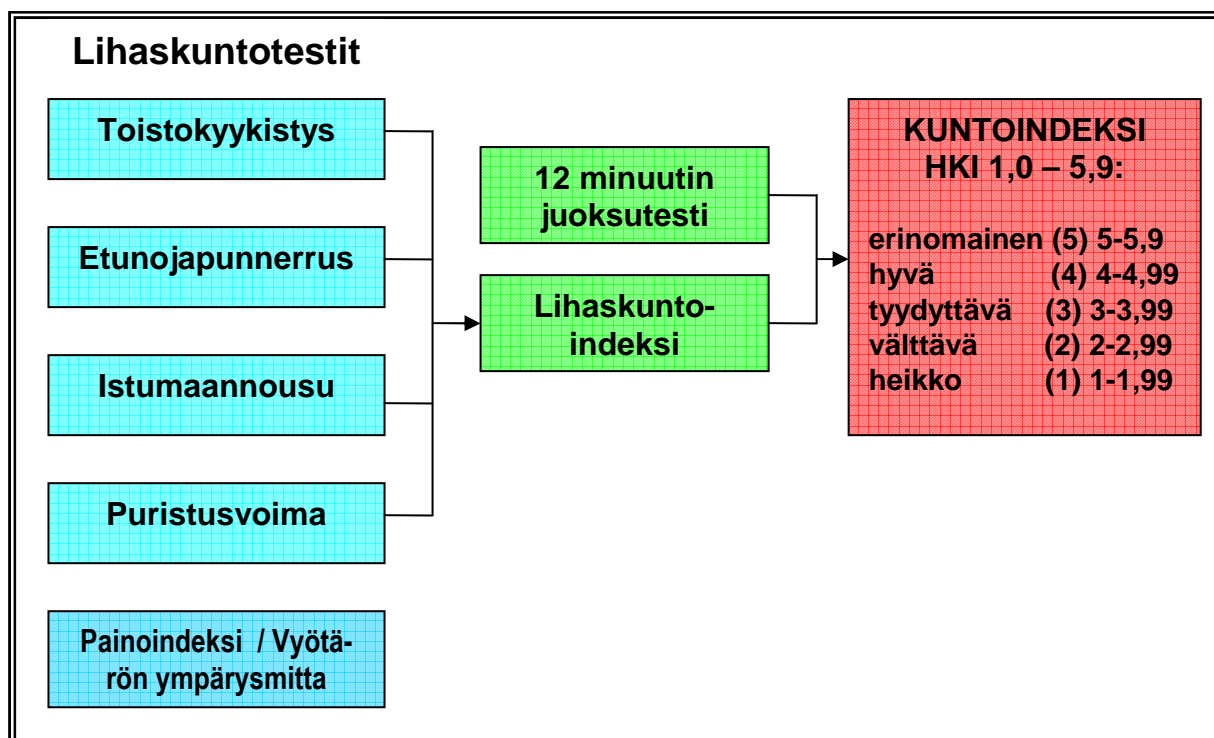 Lihaskuntotestit
Toistokyykistys
Etunojapunnerrus
Istumaannousu
Puristusvoima
Painoindeksi / Vyötä-
rön ympärysmitta
12 minuutin
juoksutesti
Lihaskunto-
indeksi
KUNTOINDEKSI
HKI 1,0 – 5,9:
erinomainen (5) 5-5,9
hyvä (4) 4-4,99
tyydyttävä (3) 3-3,99
välttävä (2) 2-2,99
heikko (1) 1-1,99